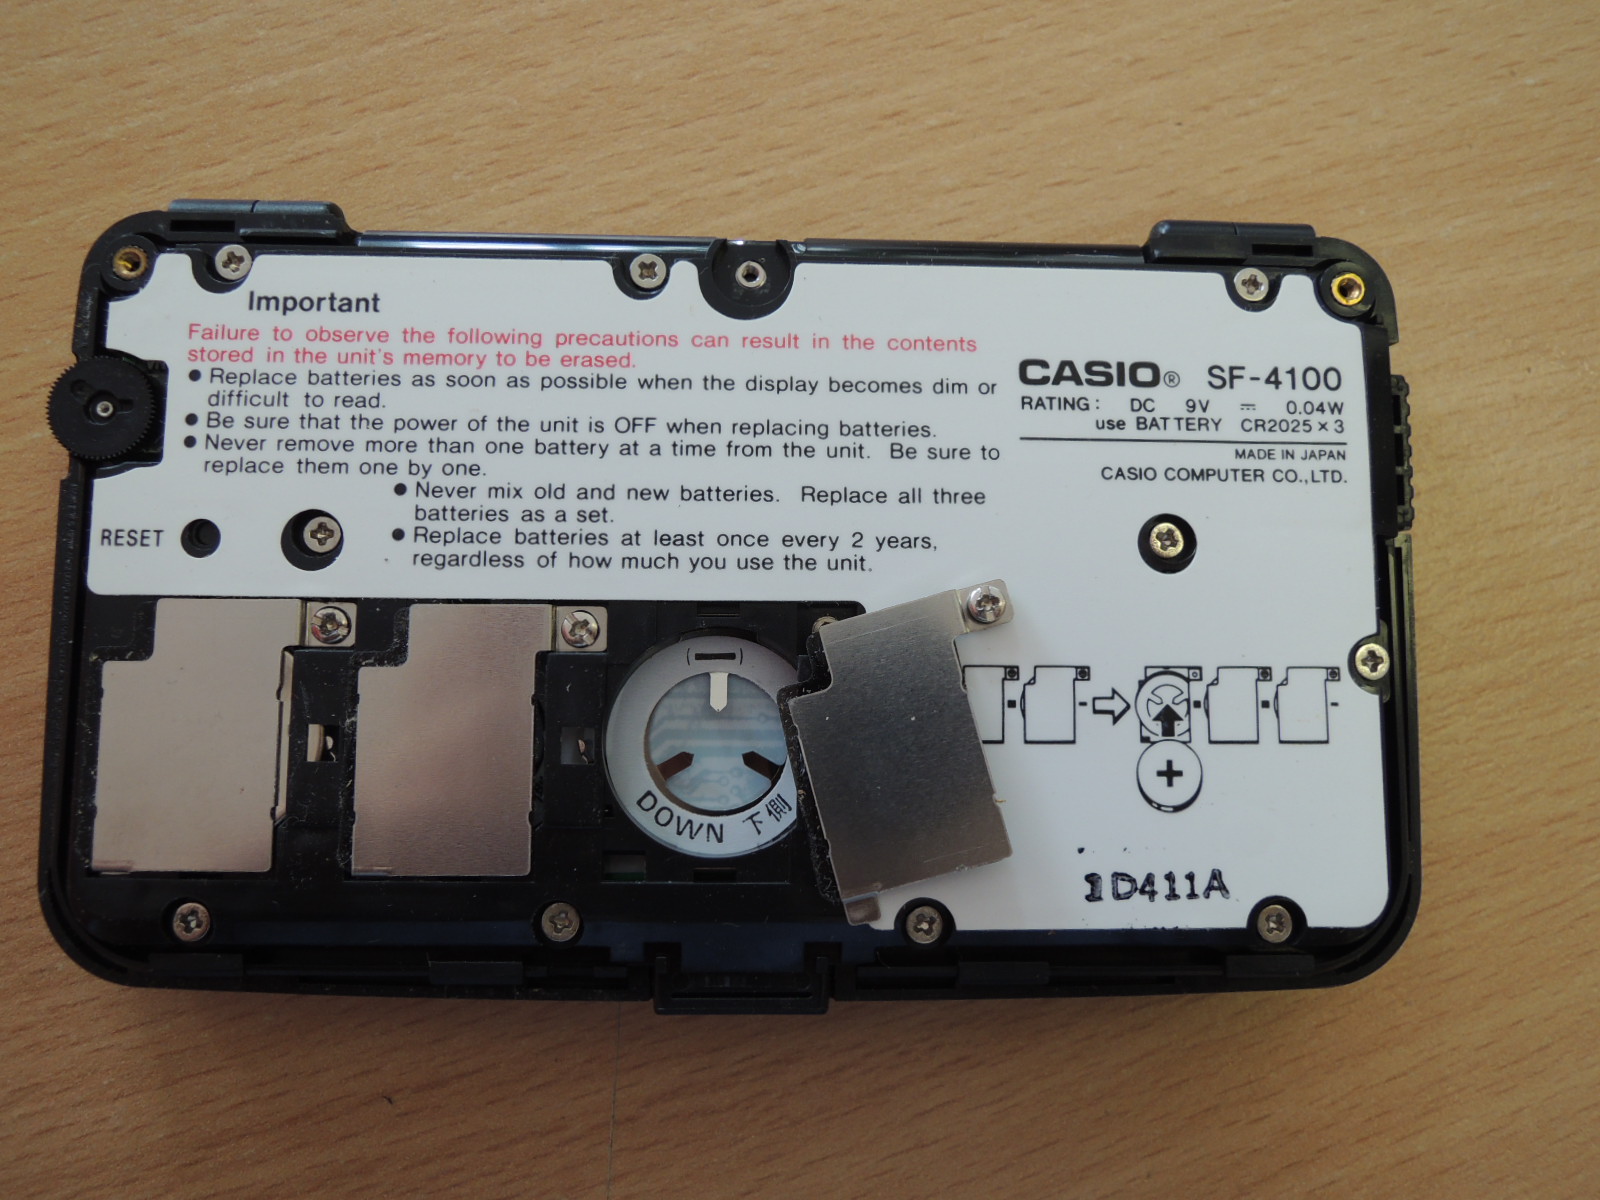 Important
Failure to observe the following precautions can result in the contents
stored in the unit's memory to be erased.
● Replace batteries as soon as possible when the display becomes dim or
difficult to read.
● Be sure that the power of the unit is OFF when replacing batteries.
● Never remove more than one battery at a time from the unit. Be sure to
replace them one by one.
● Never mix old and new batteries. Replace all three
batteries as a set.
● Replace batteries at least once every 2 years,
regardless of how much you use the unit.
RESET
CASIO® SF-4100
RATING: DC 9V ⎓ 0.04W
use BATTERY CR2025×3
MADE IN JAPAN
CASIO COMPUTER CO.,LTD.
(−)
DOWN 下側
+
1D411A